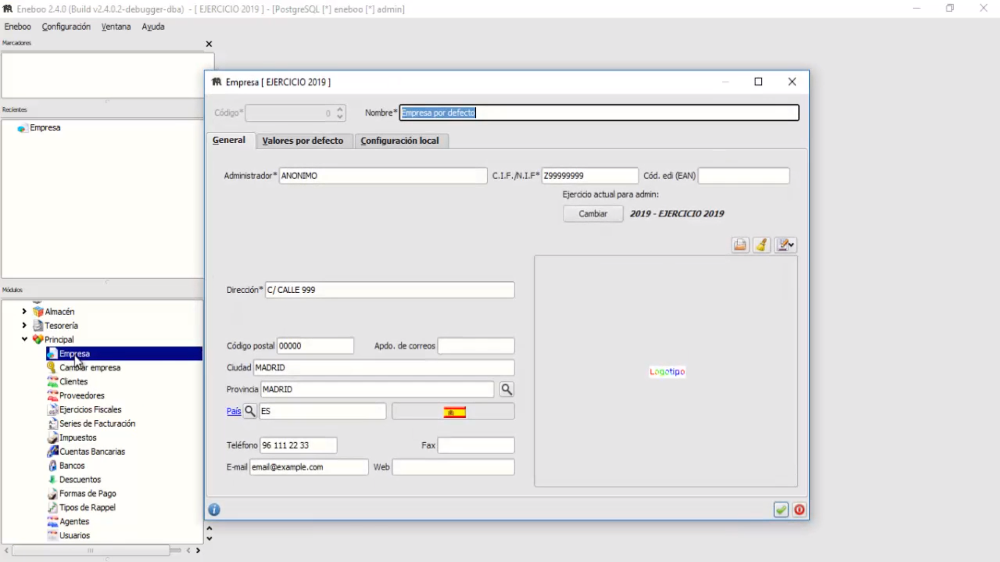 Eneboo 2.4.0 (Build v2.4.0.2-debugger-dba) - [ EJERCICIO 2019 ] - [PostgreSQL [*] eneboo [*] admin]
Eneboo Configuración Ventana Ayuda
Marcadores
Recientes
Empresa
Módulos
Almacén
Tesorería
Principal
Empresa
Cambiar empresa
Clientes
Proveedores
Ejercicios Fiscales
Series de Facturación
Impuestos
Cuentas Bancarias
Bancos
Descuentos
Formas de Pago
Tipos de Rappel
Agentes
Usuarios
Empresa [ EJERCICIO 2019 ]
Código* 0 Nombre* Empresa por defecto
General Valores por defecto Configuración local
Administrador* ANONIMO C.I.F./N.I.F* Z99999999 Cód. edi (EAN)
Ejercicio actual para admin:
Cambiar 2019 - EJERCICIO 2019
Dirección* C/ CALLE 999
Código postal 00000 Apdo. de correos
Ciudad MADRID
Logotipo
Provincia MADRID
País ES
Teléfono 96 111 22 33 Fax
E-mail email@example.com Web